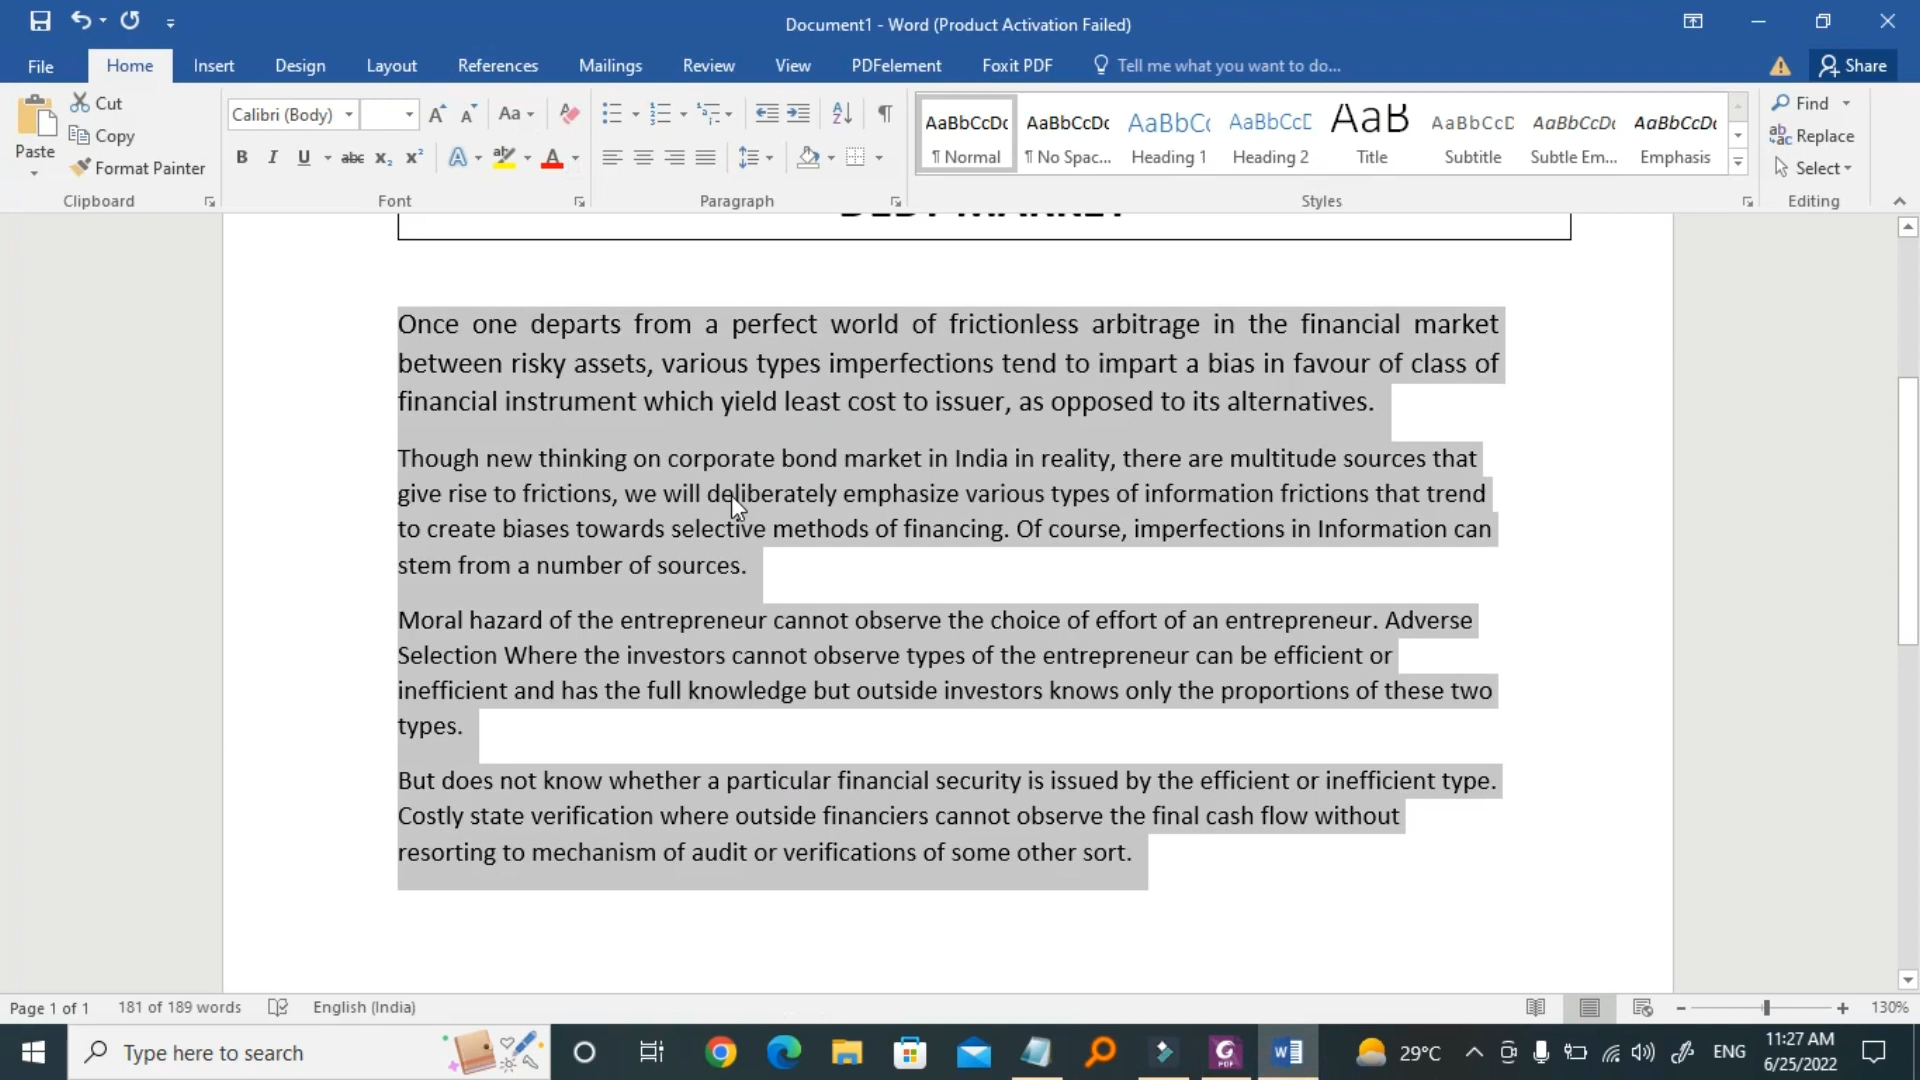 Document1 - Word (Product Activation Failed)
File Home Insert Design Layout References Mailings Review View PDFelement Foxit PDF Tell me what you want to do... Share
Paste
Cut
Copy
Format Painter
Clipboard
Calibri (Body)
Aa
B I U abc X₂ X² A ab A
Font
Paragraph
AaBbCcDc AaBbCcDc AaBbC AaBbCcD AaB AaBbCcD AaBbCcDc AaBbCcDc
¶ Normal ¶ No Spac... Heading 1 Heading 2 Title Subtitle Subtle Em... Emphasis
Styles
Find
Replace
Select
Editing
DEBT MARKET
Once one departs from a perfect world of frictionless arbitrage in the financial market
between risky assets, various types imperfections tend to impart a bias in favour of class of
financial instrument which yield least cost to issuer, as opposed to its alternatives.
Though new thinking on corporate bond market in India in reality, there are multitude sources that
give rise to frictions, we will deliberately emphasize various types of information frictions that trend
to create biases towards selective methods of financing. Of course, imperfections in Information can
stem from a number of sources.
Moral hazard of the entrepreneur cannot observe the choice of effort of an entrepreneur. Adverse
Selection Where the investors cannot observe types of the entrepreneur can be efficient or
inefficient and has the full knowledge but outside investors knows only the proportions of these two
types.
But does not know whether a particular financial security is issued by the efficient or inefficient type.
Costly state verification where outside financiers cannot observe the final cash flow without
resorting to mechanism of audit or verifications of some other sort.
Page 1 of 1 181 of 189 words English (India) 130%
Type here to search
29°C
ENG
11:27 AM
6/25/2022